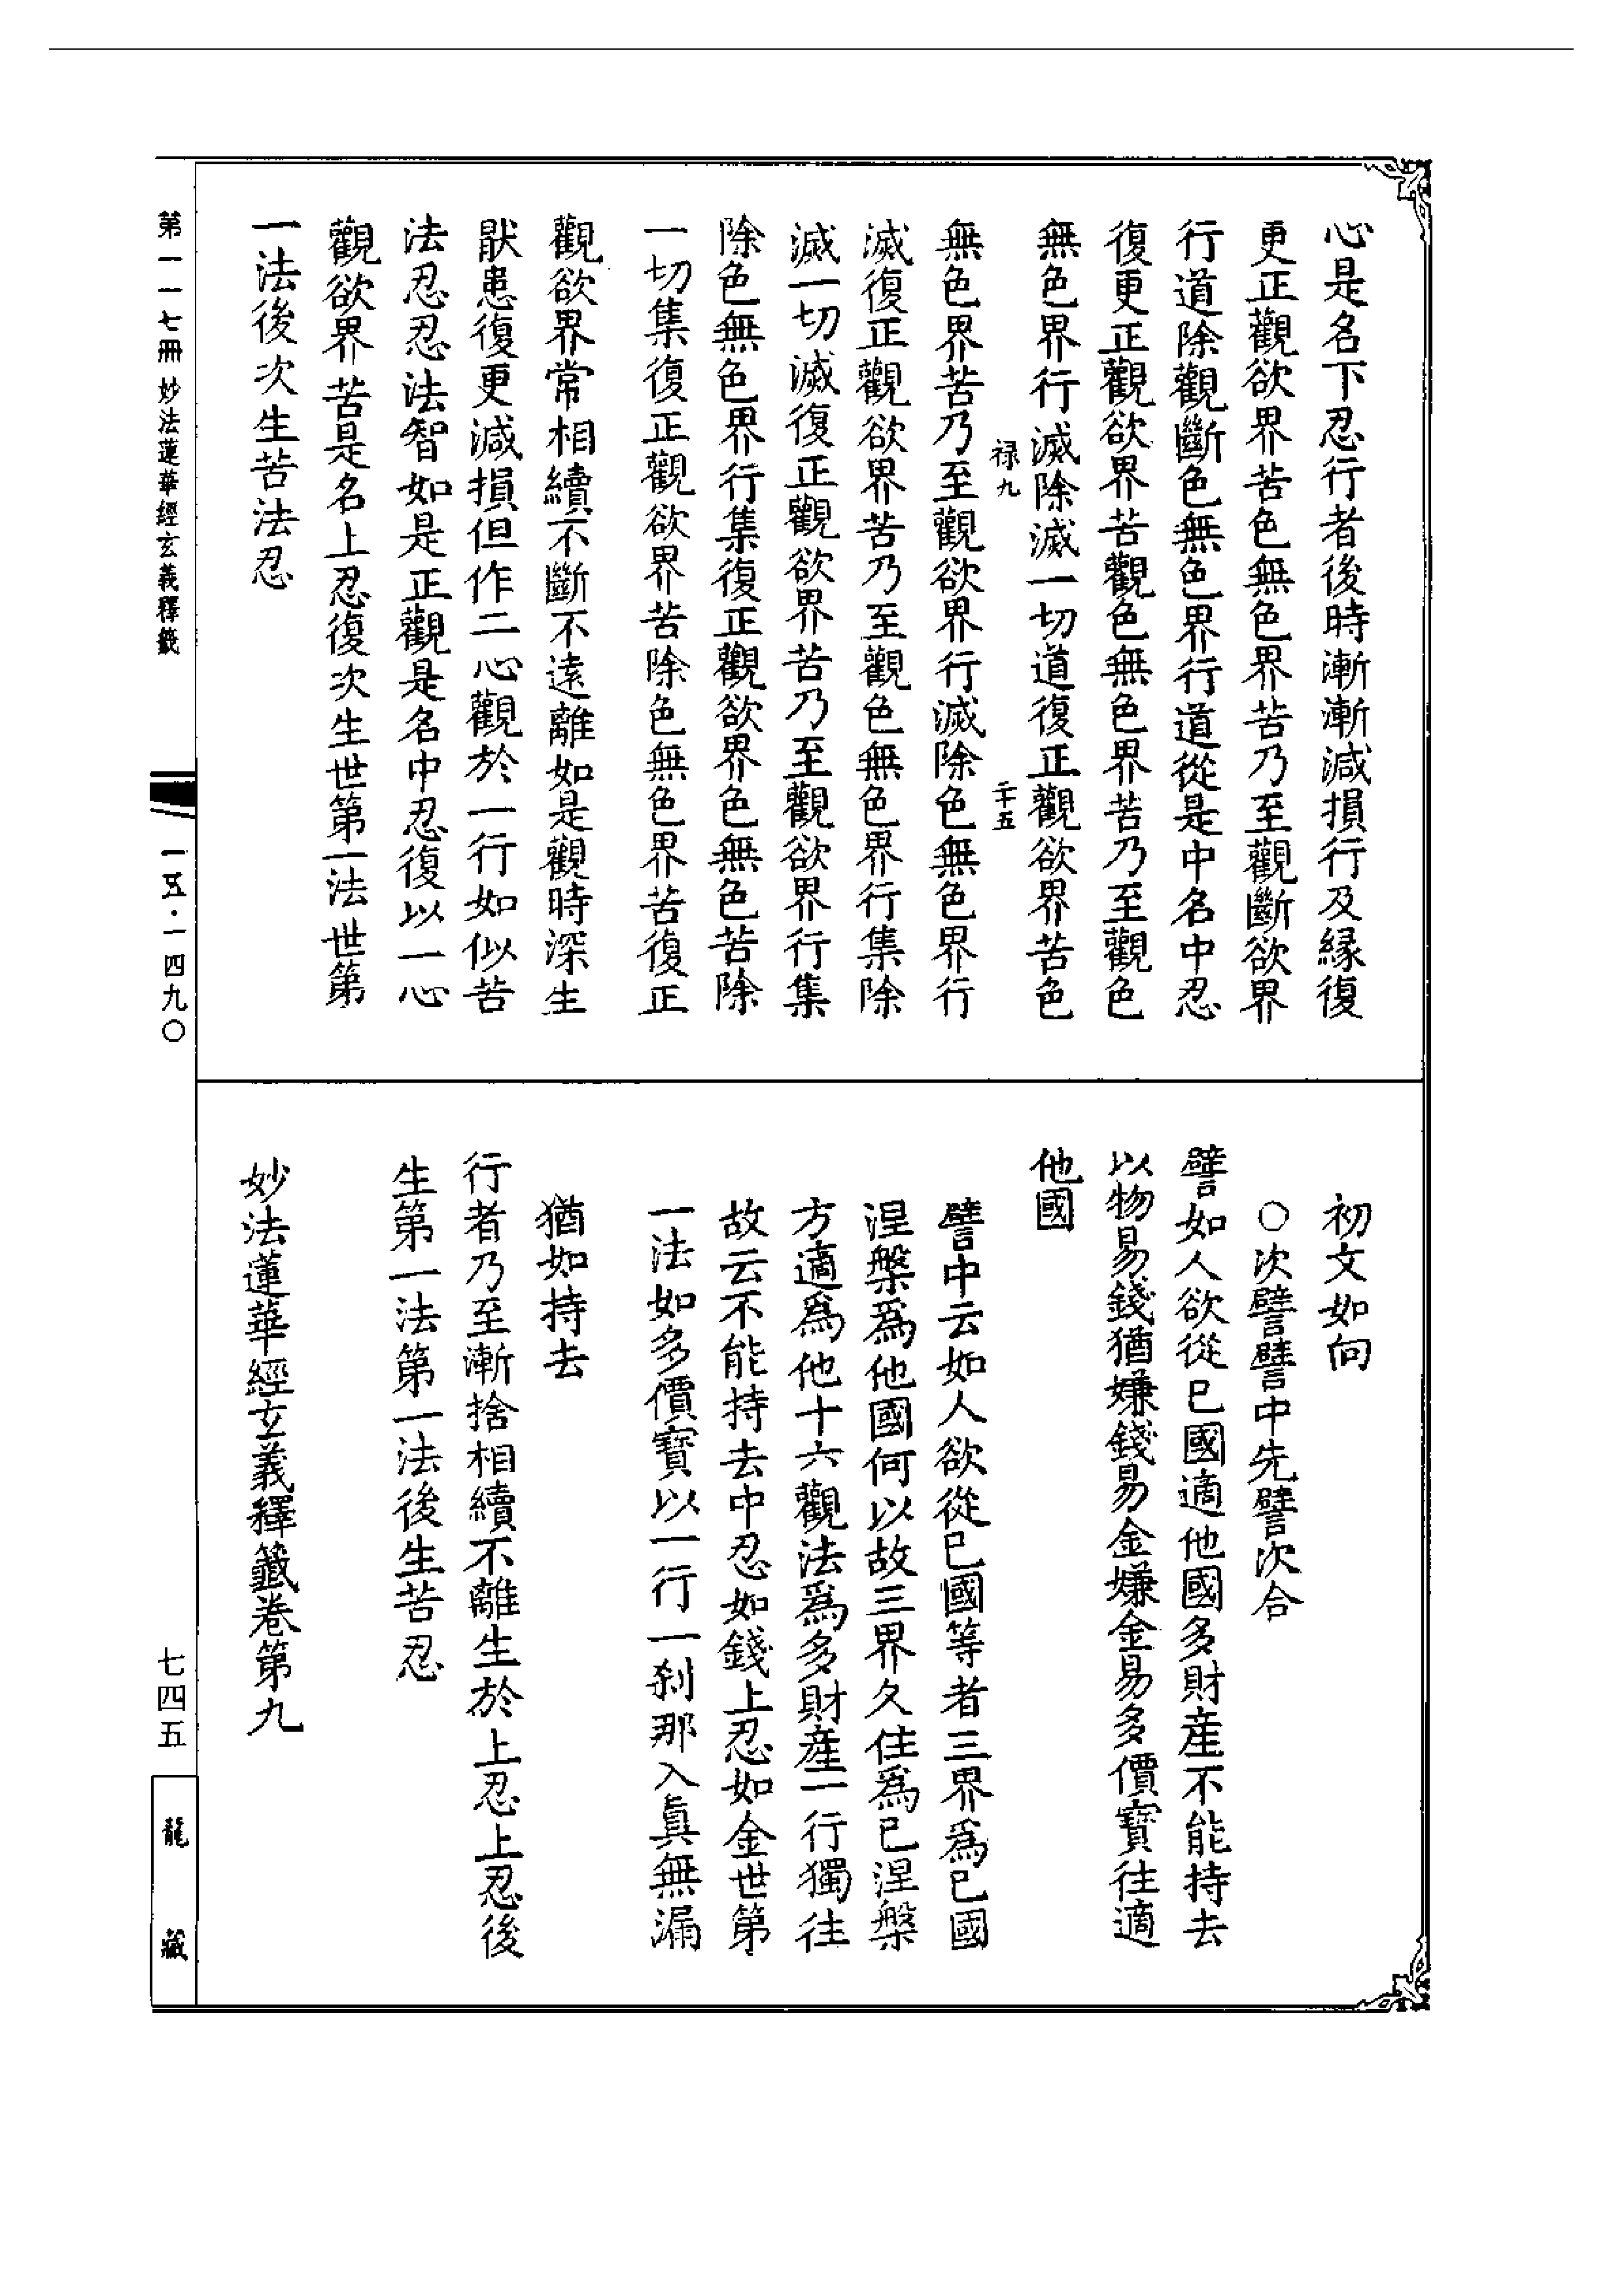 心是名下忍行者後時漸漸減損行及緣復
更正觀欲界苦色無色界苦乃至觀斷欲界
行道除觀斷色無色界行道從是中名中忍
復更正觀欲界苦觀色無色界苦乃至觀色
無色界行滅除滅一切道復正觀欲界苦色
祿九
二十五
無色界苦乃至觀欲界行滅除色無色界行
滅復正觀欲界苦乃至觀色無色界行集除
滅一切滅復正觀欲界苦乃至觀欲界行集
除色無色界行集復正觀欲界色無色苦除
一切集復正觀欲界苦除色無色界苦復正
觀欲界常相續不斷不遠離如是觀時深生
猒患復更減損但作二心觀於一行如似苦
法忍忍法智如是正觀是名中忍復以一心
觀欲界苦是名上忍復次生世第一法世第
一法後次生苦法忍
初文如向
○次譬譬中先譬次合
譬如人欲從巳國適他國多財産不能持去
以物易錢猶嫌錢易金嫌金易多價寶往適
他國
譬中云如人欲從巳國等者三界爲巳國
涅槃爲他國何以故三界久住爲巳涅槃
方適爲他十六觀法爲多財産一行獨往
故云不能持去中忍如錢上忍如金世第
一法如多價寶以一行一刹那入眞無漏
猶如持去
行者乃至漸捨相續不離生於上忍上忍後
生第一法第一法後生苦忍
妙法蓮華經玄義釋籤卷第九
第一一七冊 妙法蓮華經玄義釋籤
一五·一四九〇
七四五
龍藏